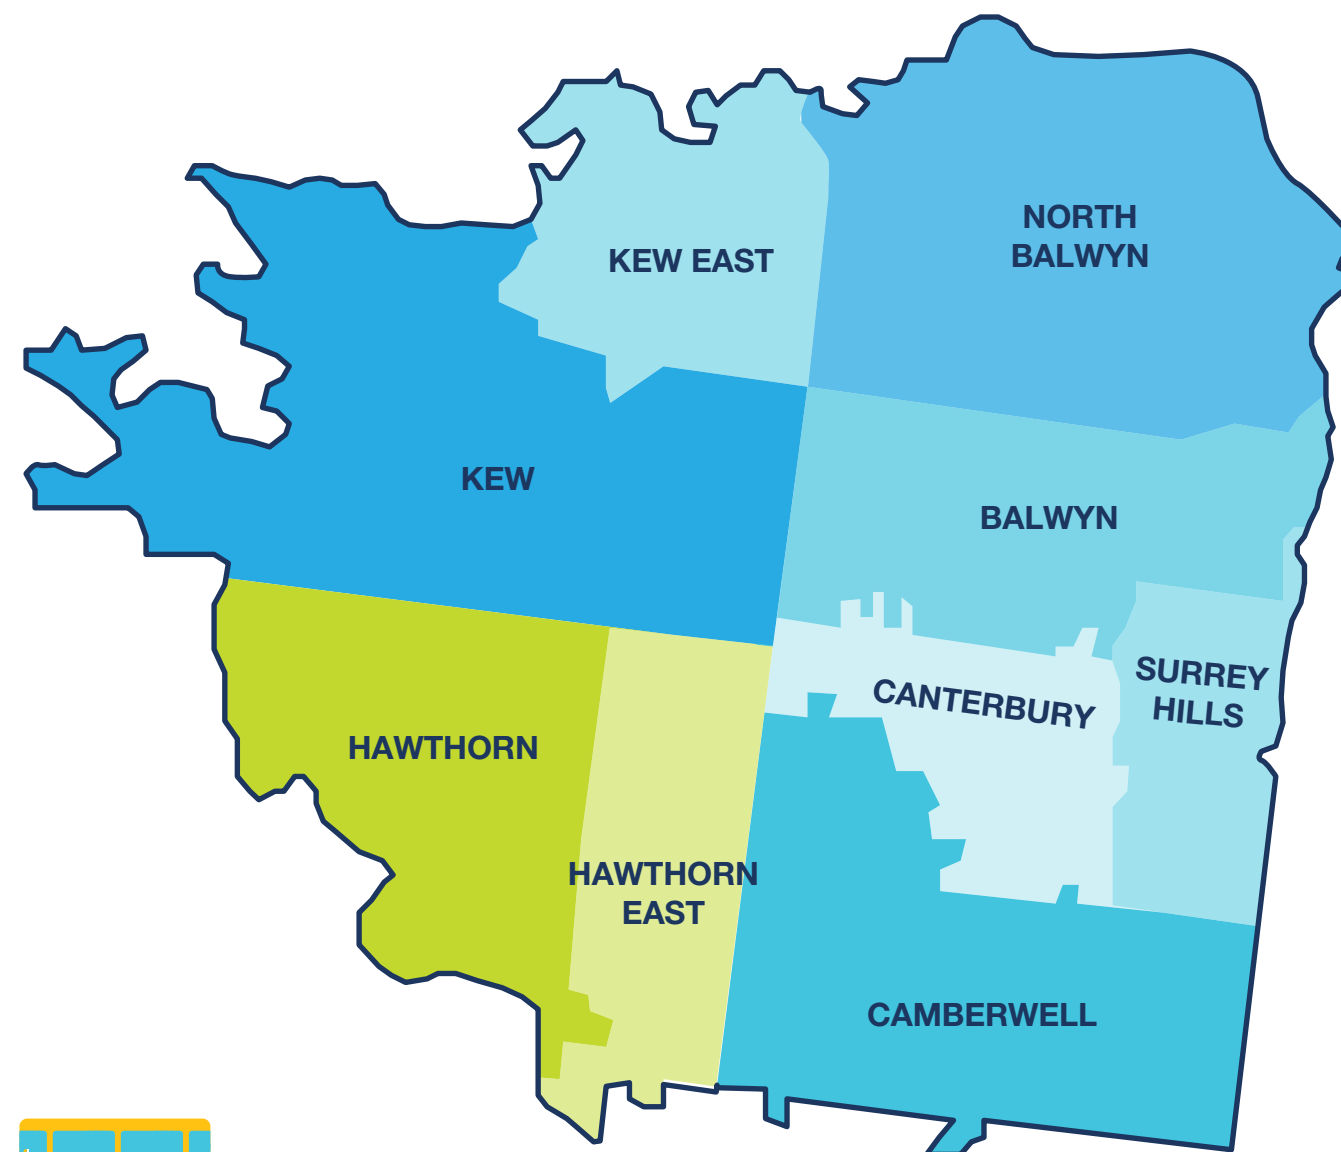 NORTH
BALWYN
KEW EAST
KEW
BALWYN
SURREY
HILLS
CANTERBURY
HAWTHORN
HAWTHORN
EAST
CAMBERWELL